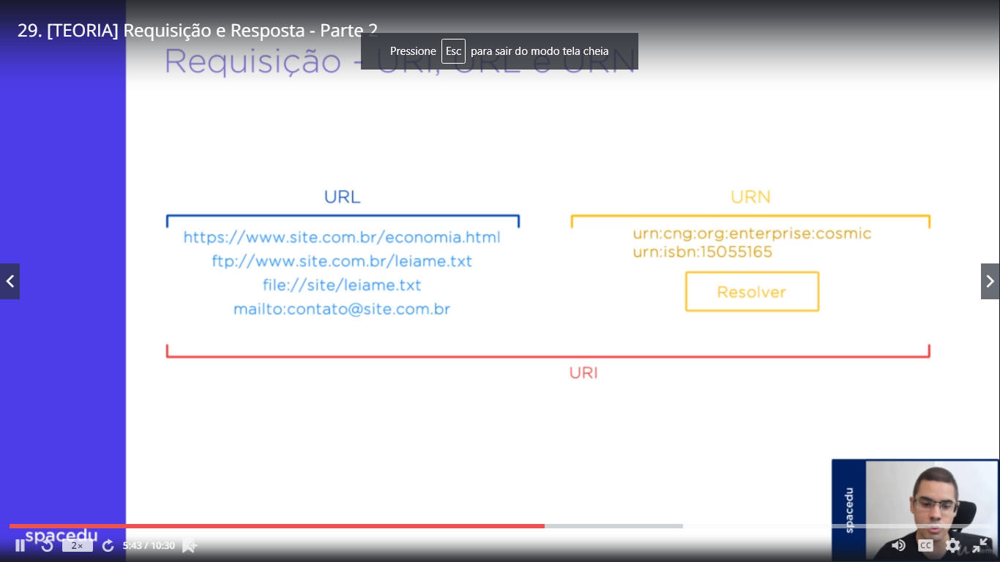 29. [TEORIA] Requisição e Resposta - Parte 2
Pressione Esc para sair do modo tela cheia
Requisição - URI, URL e URN
URL
https://www.site.com.br/economia.html
ftp://www.site.com.br/leiame.txt
file://site/leiame.txt
mailto:contato@site.com.br
URN
urn:cng:org:enterprise:cosmic
urn:isbn:15055165
Resolver
URI
spacedu
spacedu
2×
5:43 / 10:30
CC